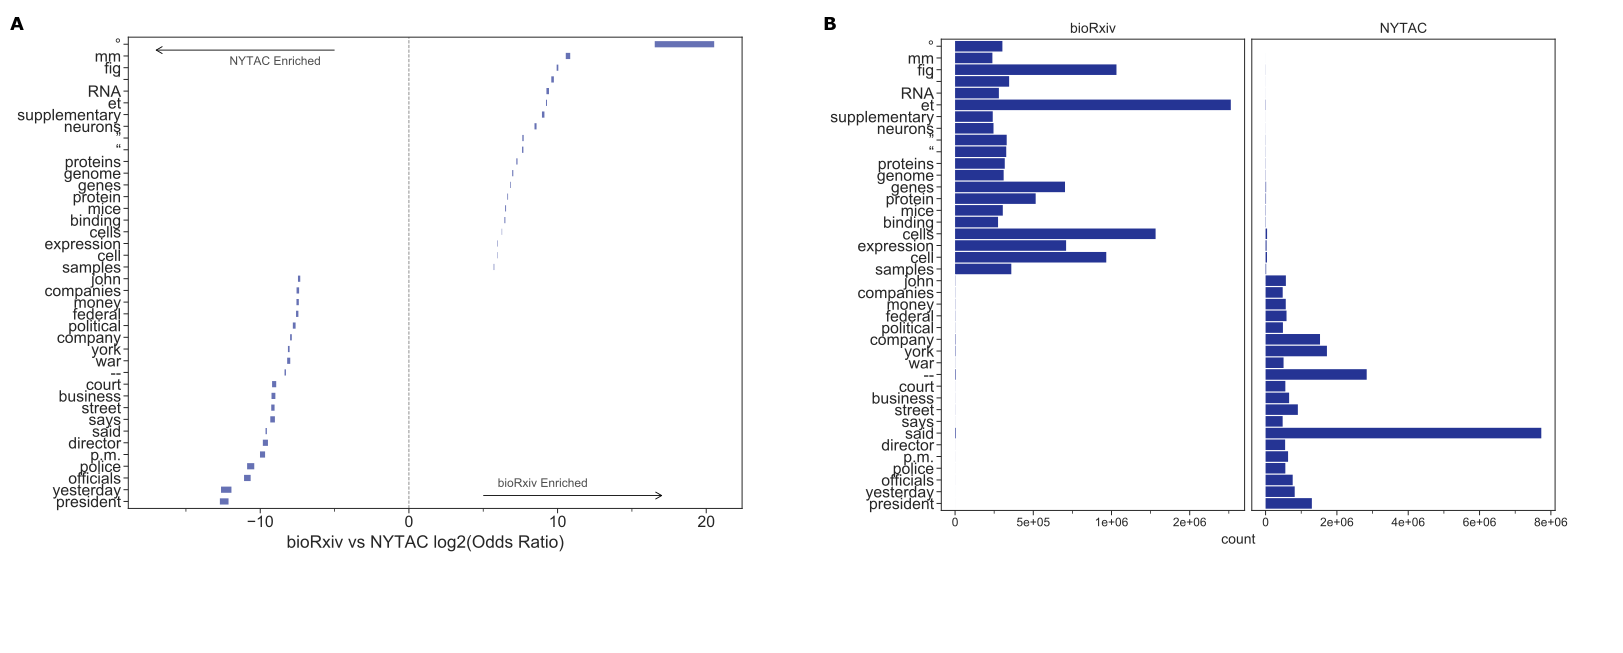 A
°
mm
fig
RNA
et
supplementary
neurons
”
“
proteins
genome
genes
protein
mice
binding
cells
expression
cell
samples
john
companies
money
federal
political
company
york
war
--
court
business
street
says
said
director
p.m.
police
officials
yesterday
president
NYTAC Enriched
bioRxiv Enriched
−10 0 10 20
bioRxiv vs NYTAC log2(Odds Ratio)
B
bioRxiv NYTAC
°
mm
fig
RNA
et
supplementary
neurons
”
“
proteins
genome
genes
protein
mice
binding
cells
expression
cell
samples
john
companies
money
federal
political
company
york
war
--
court
business
street
says
said
director
p.m.
police
officials
yesterday
president
0 5e+05 1e+06 2e+06 0 2e+06 4e+06 6e+06 8e+06
count